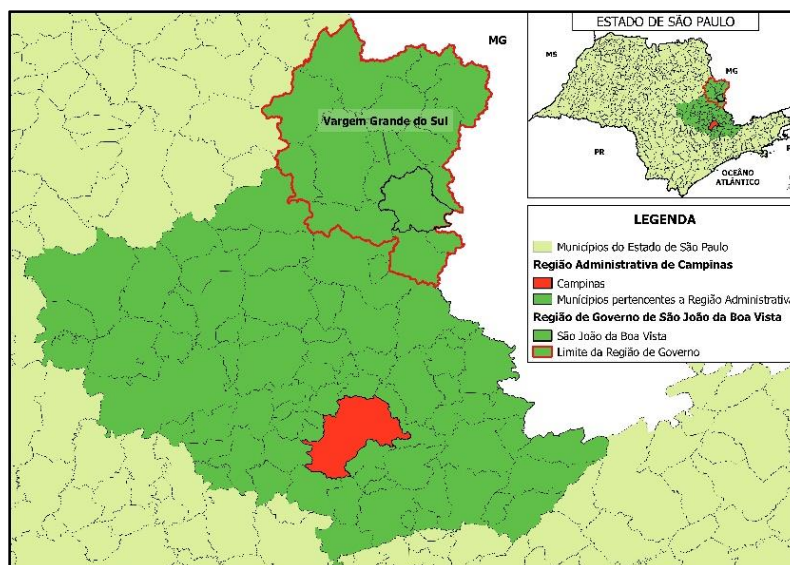 MG
Vargem Grande do Sul
ESTADO DE SÃO PAULO
MS
MG
PR
OCEÂNO
ATLÂNTICO
LEGENDA
Municípios do Estado de São Paulo
Região Administrativa de Campinas
Campinas
Municípios pertencentes a Região Administrativa
Região de Governo de São João da Boa Vista
São João da Boa Vista
Limite da Região de Governo